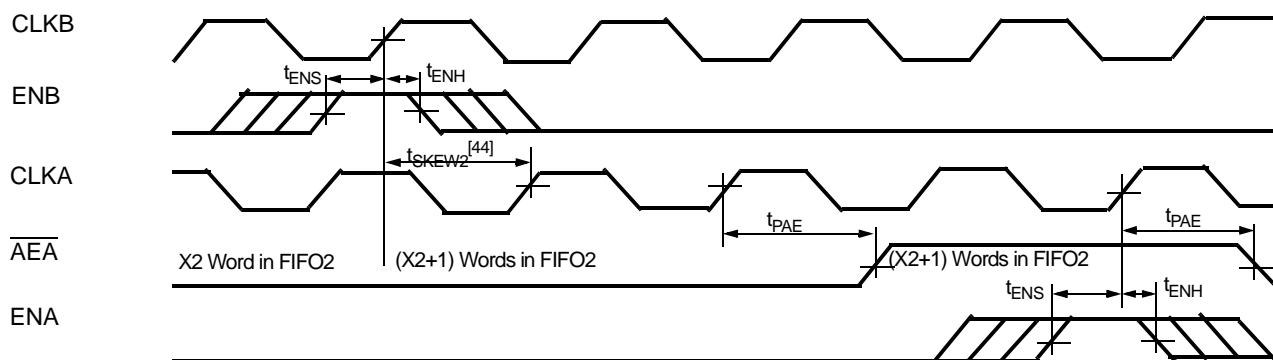 CLKB
tENS tENH
ENB
tSKEW2[44]
CLKA
tPAE tPAE
AEA
X2 Word in FIFO2 (X2+1) Words in FIFO2 (X2+1) Words in FIFO2
tENS tENH
ENA